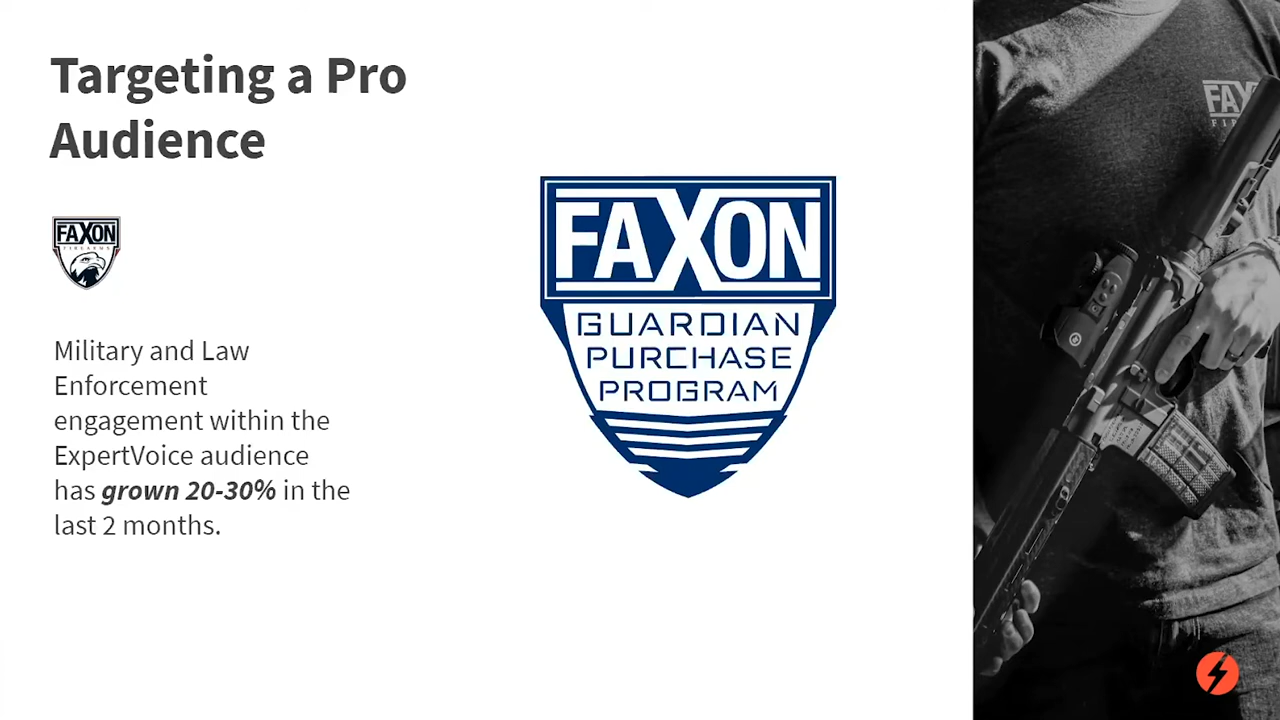 Targeting a Pro
Audience
FAXON
FIREARMS
Military and Law
Enforcement
engagement within the
ExpertVoice audience
has grown 20-30% in the
last 2 months.
FAXON
GUARDIAN
PURCHASE
PROGRAM